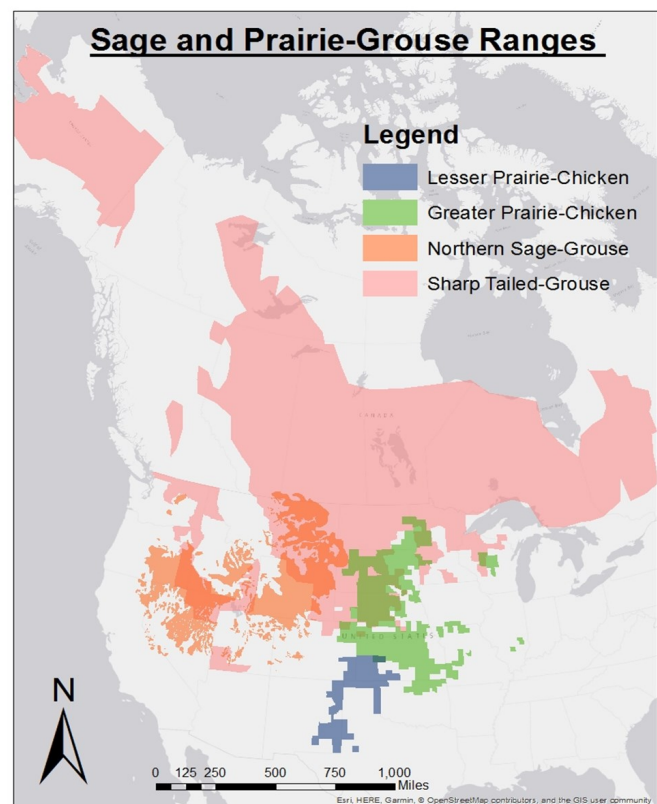 Sage and Prairie-Grouse Ranges
Legend
Lesser Prairie-Chicken
Greater Prairie-Chicken
Northern Sage-Grouse
Sharp Tailed-Grouse
CANADA
UNITED STATES
N
0 125 250 500 750 1,000
Miles
Esri, HERE, Garmin, © OpenStreetMap contributors, and the GIS user community